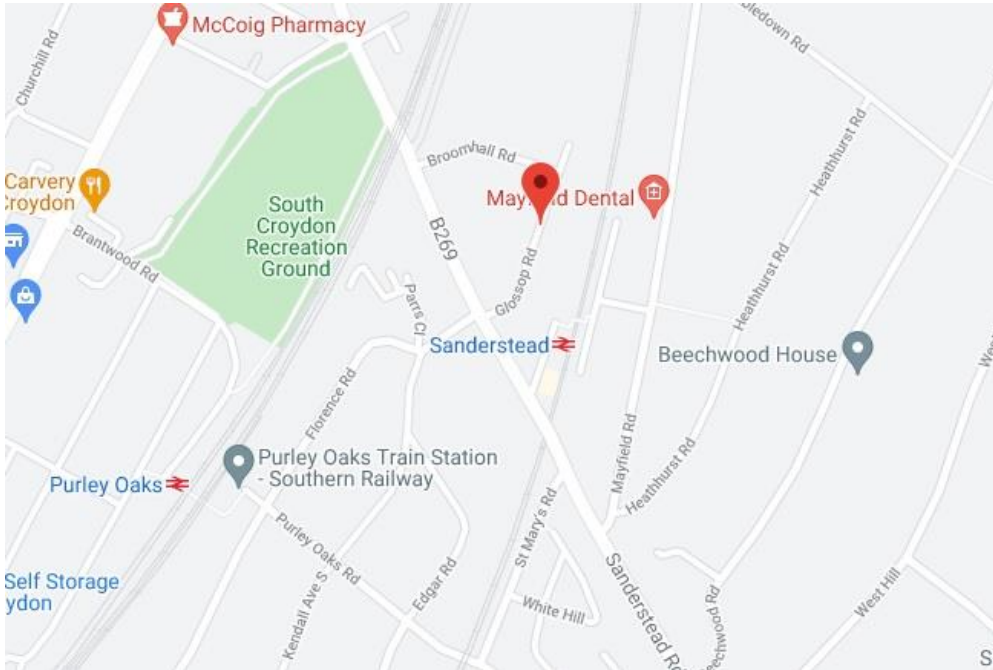 McCoig Pharmacy
Churchill Rd
Broomhall Rd
Heathhurst Rd
Carvery
Croydon
South
Croydon
Recreation
Ground
Dental
B269
Brantwood Rd
Glossop Rd
Parrs Cl
Heathhurst Rd
Sanderstead
Beechwood House
Florence Rd
Mayfield Rd
Purley Oaks Train Station
- Southern Railway
Purley Oaks
Heathhurst Rd
St Mary's Rd
Purley Oaks Rd
Self Storage
Edgar Rd
Kendall Ave S
White Hill
Sanderstead
West Hill